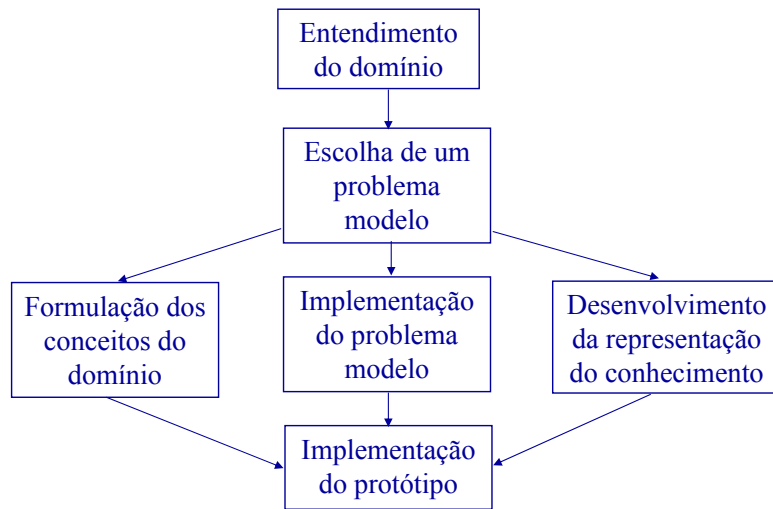 Entendimento
do domínio
Escolha de um
problema
modelo
Formulação dos
conceitos do
domínio
Implementação
do problema
modelo
Desenvolvimento
da representação
do conhecimento
Implementação
do protótipo